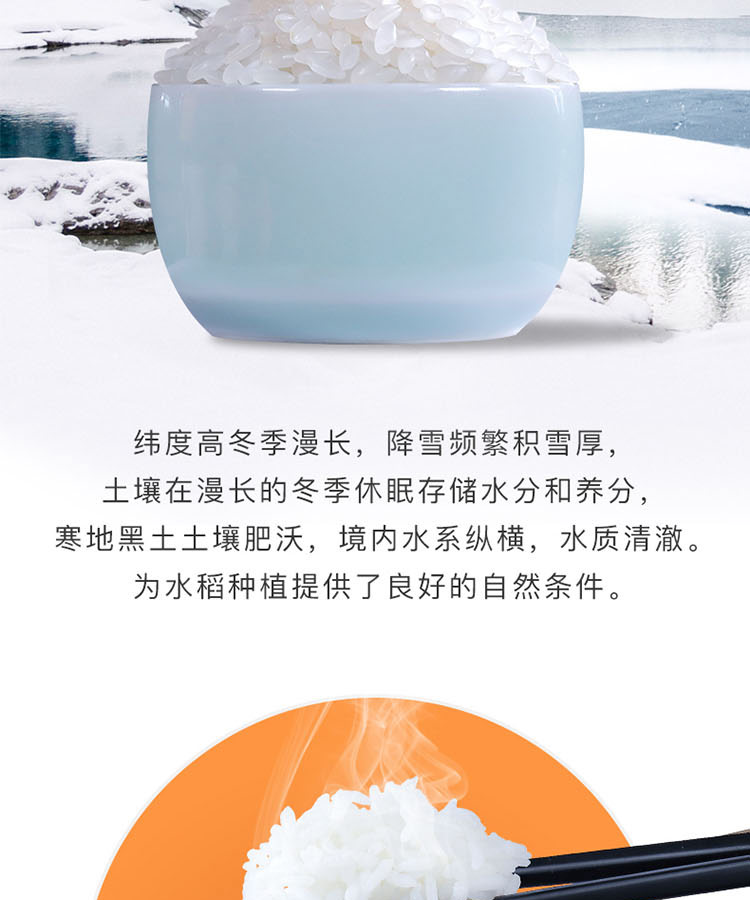 纬度高冬季漫长，降雪频繁积雪厚，
土壤在漫长的冬季休眠存储水分和养分，
寒地黑土土壤肥沃，境内水系纵横，水质清澈。
为水稻种植提供了良好的自然条件。